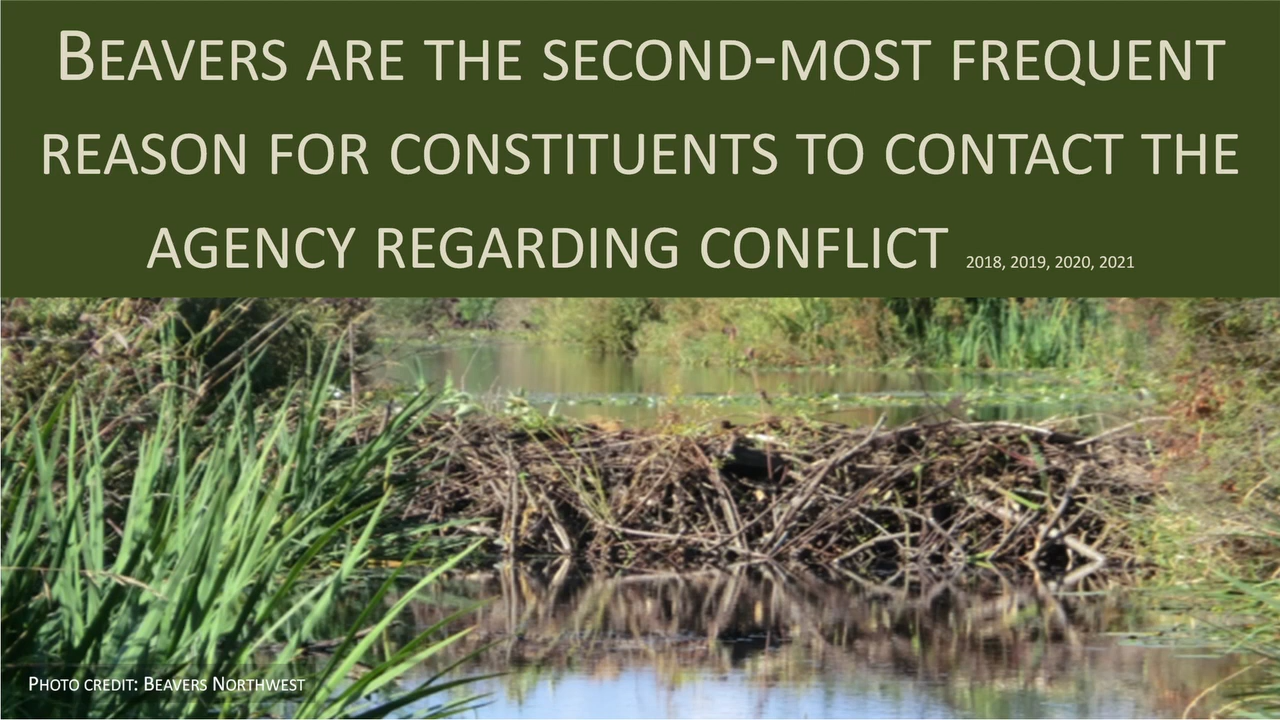 Beavers are the second-most frequent
reason for constituents to contact the
agency regarding conflict 2018, 2019, 2020, 2021
Photo credit: Beavers Northwest